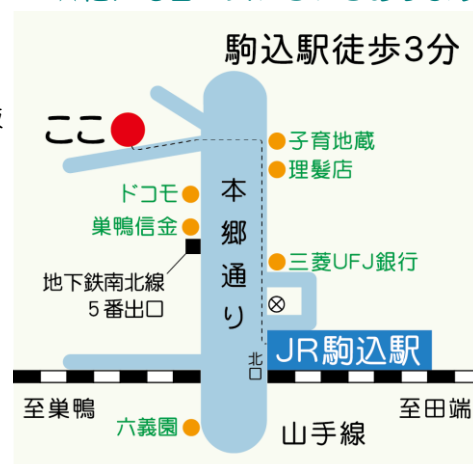 駒込駅徒歩3分
ここ
子育地蔵
理髪店
ドコモ
巣鴨信金
本郷通り
地下鉄南北線
5番出口
三菱UFJ銀行
北口
JR駒込駅
至巣鴨
至田端
六義園
山手線